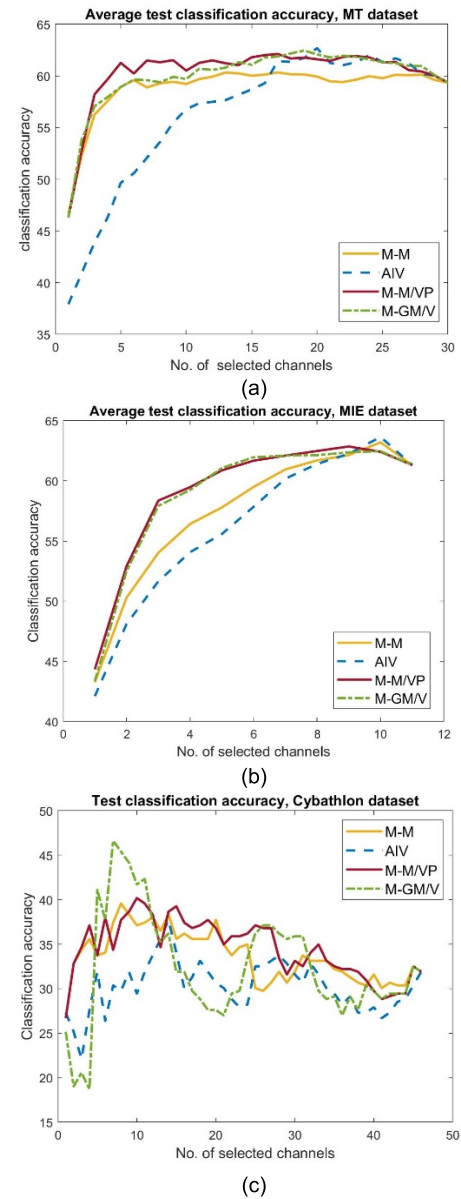 Average test classification accuracy, MT dataset
65
60
55
50
45
40
35
classification accuracy
0 5 10 15 20 25 30
No. of selected channels
M-M
AIV
M-M/VP
M-GM/V
(a)
Average test classification accuracy, MIE dataset
65
60
55
50
45
40
Classification accuracy
0 2 4 6 8 10 12
No. of selected channels
M-M
AIV
M-M/VP
M-GM/V
(b)
Test classification accuracy, Cybathlon dataset
50
45
40
35
30
25
20
15
Classification accuracy
0 10 20 30 40 50
No. of selected channels
M-M
AIV
M-M/VP
M-GM/V
(c)